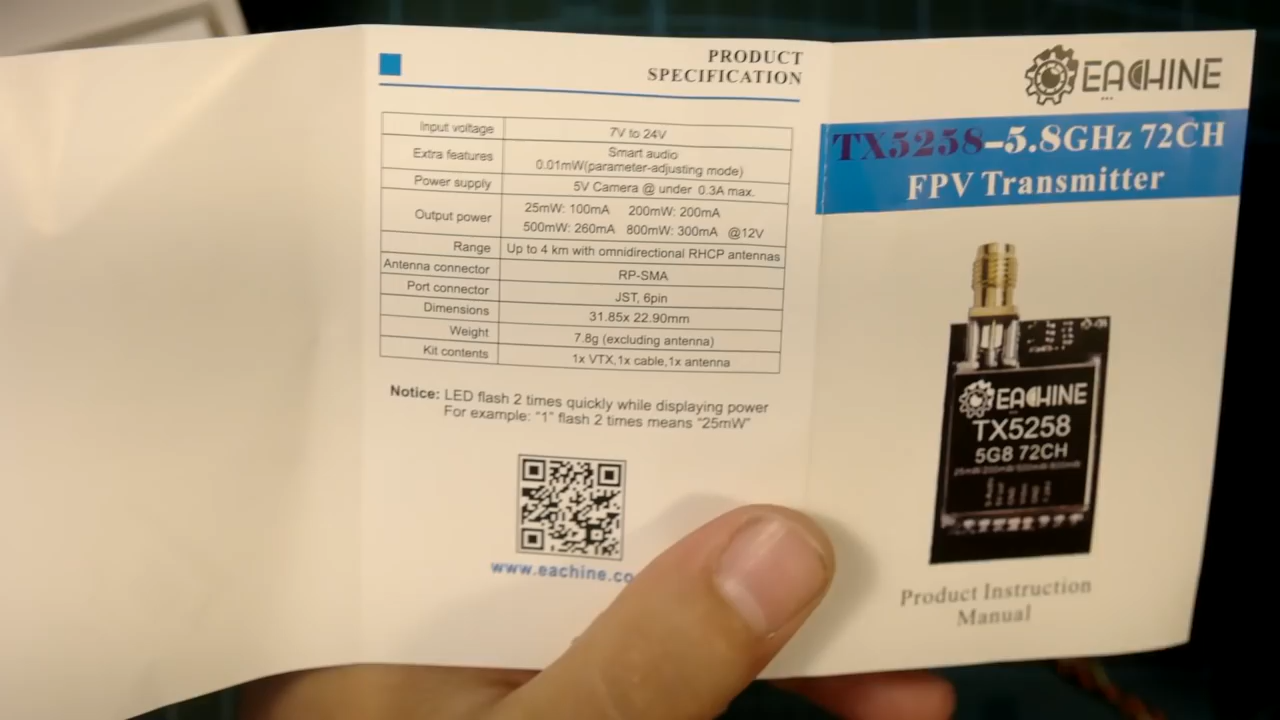 PRODUCT
SPECIFICATION
Input voltage 7V to 24V
Extra features Smart audio
0.01mW(parameter-adjusting mode)
Power supply 5V Camera @ under 0.3A max.
Output power 25mW: 100mA 200mW: 200mA
500mW: 260mA 800mW: 300mA @12V
Range Up to 4 km with omnidirectional RHCP antennas
Antenna connector RP-SMA
Port connector JST, 6pin
Dimensions 31.85x 22.90mm
Weight 7.8g (excluding antenna)
Kit contents 1x VTX,1x cable,1x antenna
Notice: LED flash 2 times quickly while displaying power
For example: "1" flash 2 times means "25mW"
www.eachine.co
EACHINE
TX5258-5.8GHz 72CH
FPV Transmitter
EACHINE
TX5258
5G8 72CH
25mW 200mW 500mW 800mW
Product Instruction
Manual